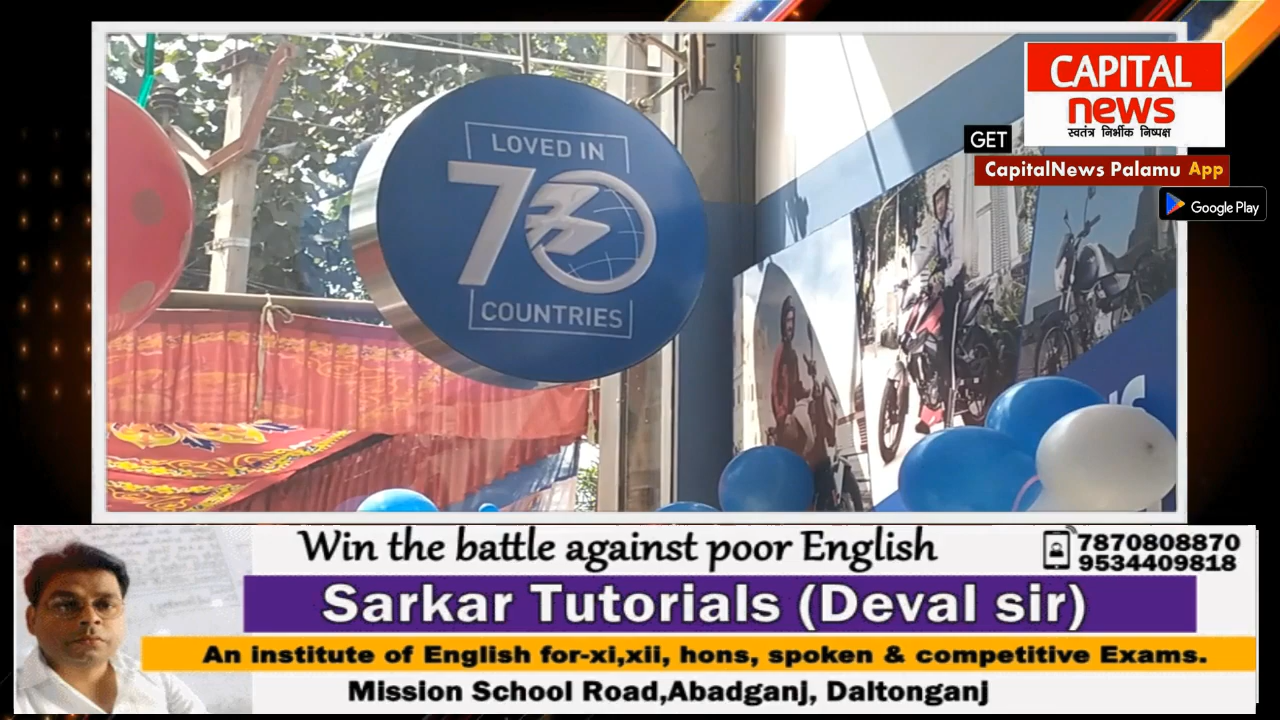 LOVED IN
70
COUNTRIES
CAPITAL
news
स्वतंत्र निर्भीक निष्पक्ष
GET
CapitalNews Palamu App
Google Play
Win the battle against poor English
7870808870
9534409818
Sarkar Tutorials (Deval sir)
An institute of English for-xi,xii, hons, spoken & competitive Exams.
Mission School Road,Abadganj, Daltonganj